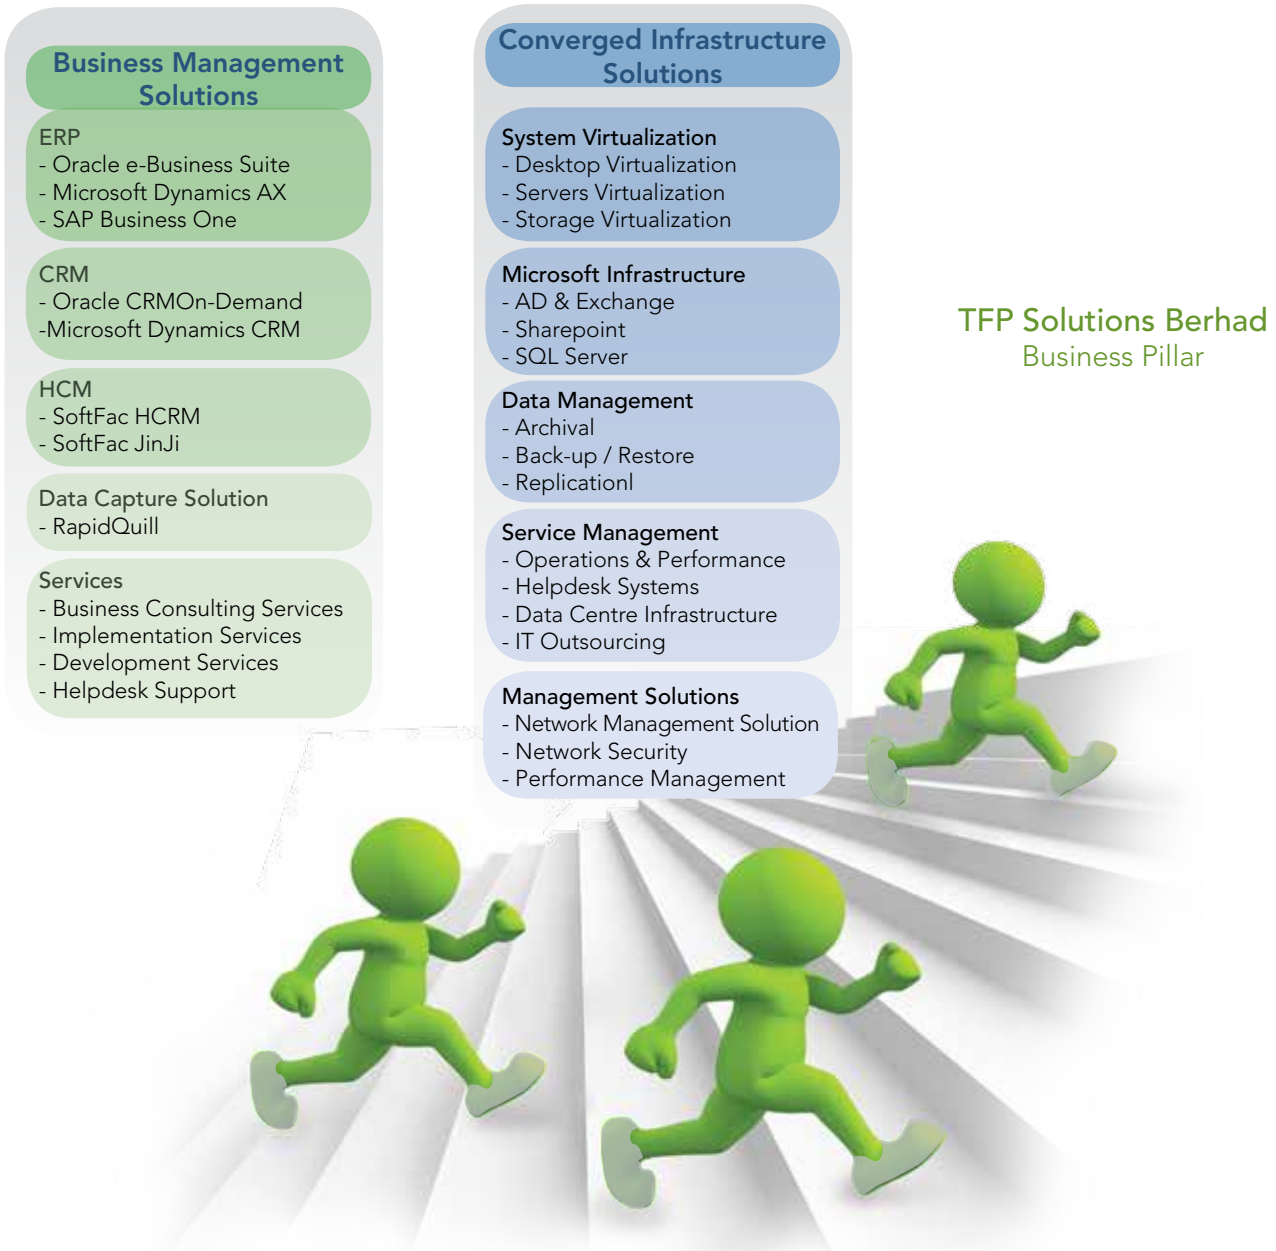 Business Management
Solutions
ERP
- Oracle e-Business Suite
- Microsoft Dynamics AX
- SAP Business One
CRM
- Oracle CRMOn-Demand
-Microsoft Dynamics CRM
HCM
- SoftFac HCRM
- SoftFac JinJi
Data Capture Solution
- RapidQuill
Services
- Business Consulting Services
- Implementation Services
- Development Services
- Helpdesk Support
Converged Infrastructure
Solutions
System Virtualization
- Desktop Virtualization
- Servers Virtualization
- Storage Virtualization
Microsoft Infrastructure
- AD & Exchange
- Sharepoint
- SQL Server
Data Management
- Archival
- Back-up / Restore
- Replicationl
Service Management
- Operations & Performance
- Helpdesk Systems
- Data Centre Infrastructure
- IT Outsourcing
Management Solutions
- Network Management Solution
- Network Security
- Performance Management
TFP Solutions Berhad
Business Pillar